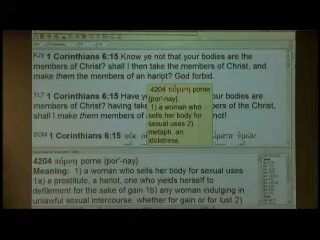 KJV 1 Corinthians 6:15 Know ye not that your bodies are the
members of Christ? shall I then take the members of Christ, and
make them the members of an harlot? God forbid.
YLT 1 Corinthians 6:15 Have
members of Christ? having tak
shall I make them members of
4204 πόρνη porne
{por'-nay}
1) a woman who
sells her body for
sexual uses 2)
metaph. an
idolatress
bodies are the
members of the Christ,
1 Corinthians 6:15
4204 πόρνη porne {por'-nay}
Meaning: 1) a woman who sells her body for sexual uses
1a) a prostitute, a harlot, one who yields herself to
defilement for the sake of gain 1b) any woman indulging in
unlawful sexual intercourse, whether for gain or for lust 2)